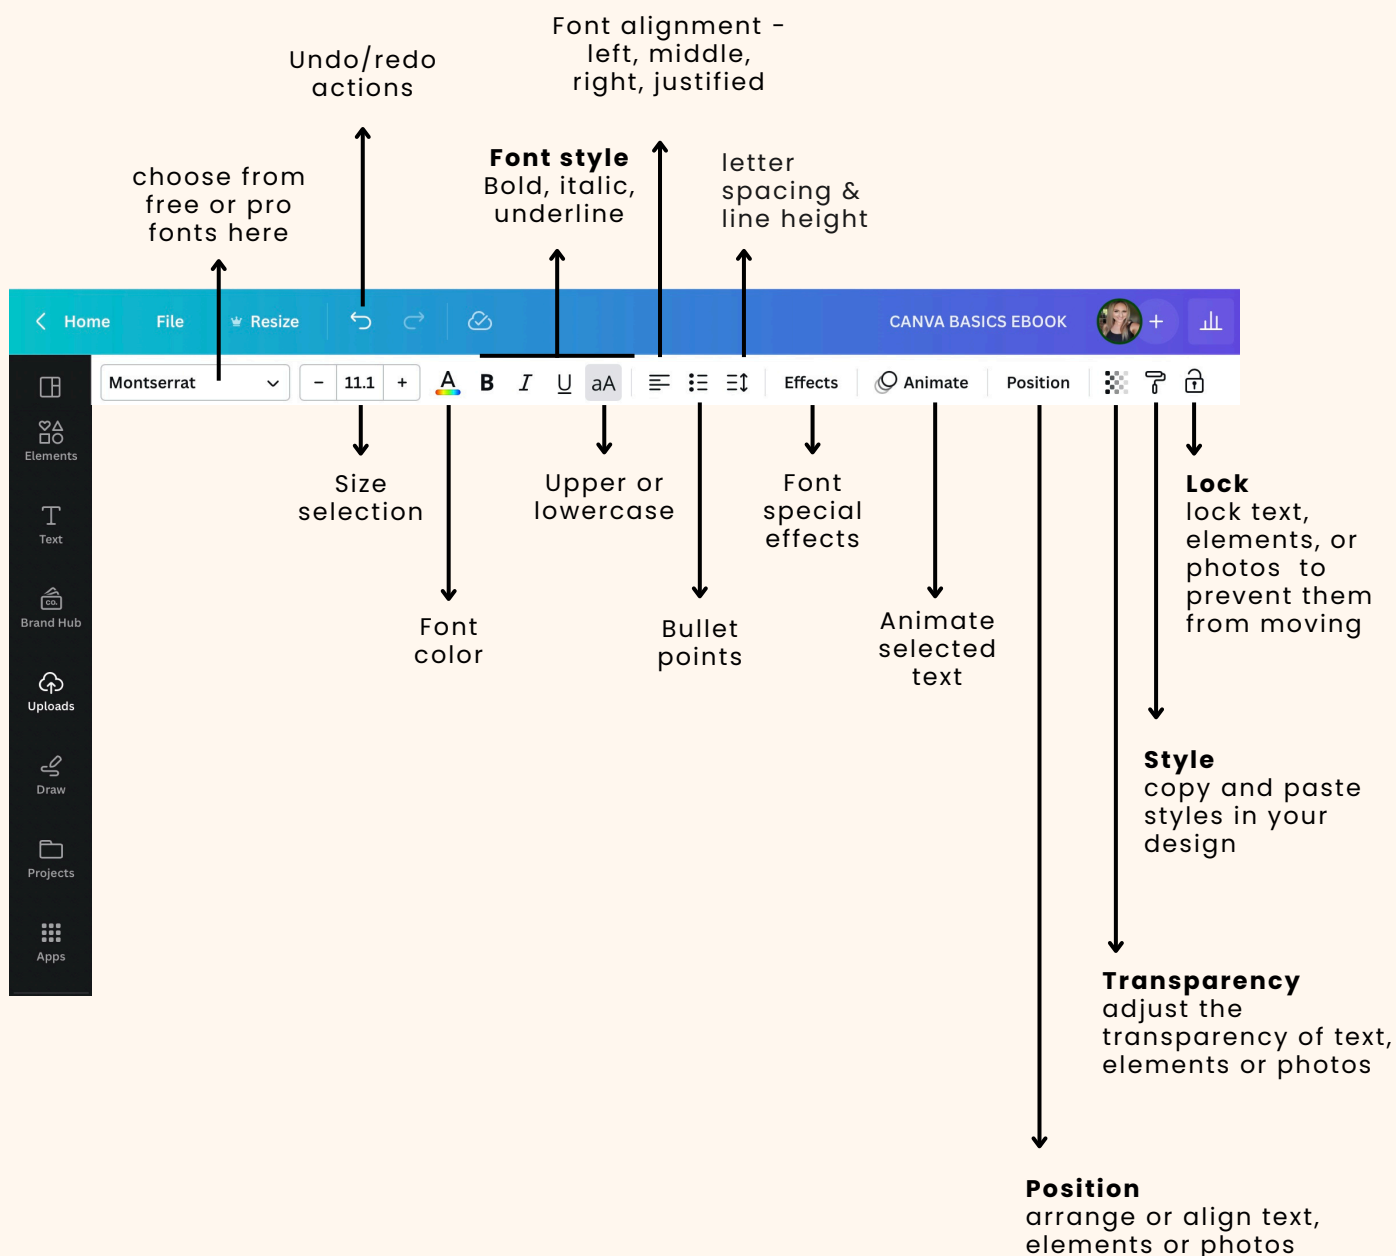 Font alignment -
left, middle,
right, justified
Undo/redo
actions
Font style
Bold, italic,
underline
letter
spacing &
line height
choose from
free or pro
fonts here
Home File Resize CANVA BASICS EBOOK +
Montserrat - 11.1 + A B I U aA Effects Animate Position
Elements
Text
CO.
Brand Hub
Uploads
Draw
Projects
Apps
Size
selection
Upper or
lowercase
Font
special
effects
Lock
lock text,
elements, or
photos to
prevent them
from moving
Font
color
Bullet
points
Animate
selected
text
Style
copy and paste
styles in your
design
Transparency
adjust the
transparency of text,
elements or photos
Position
arrange or align text,
elements or photos